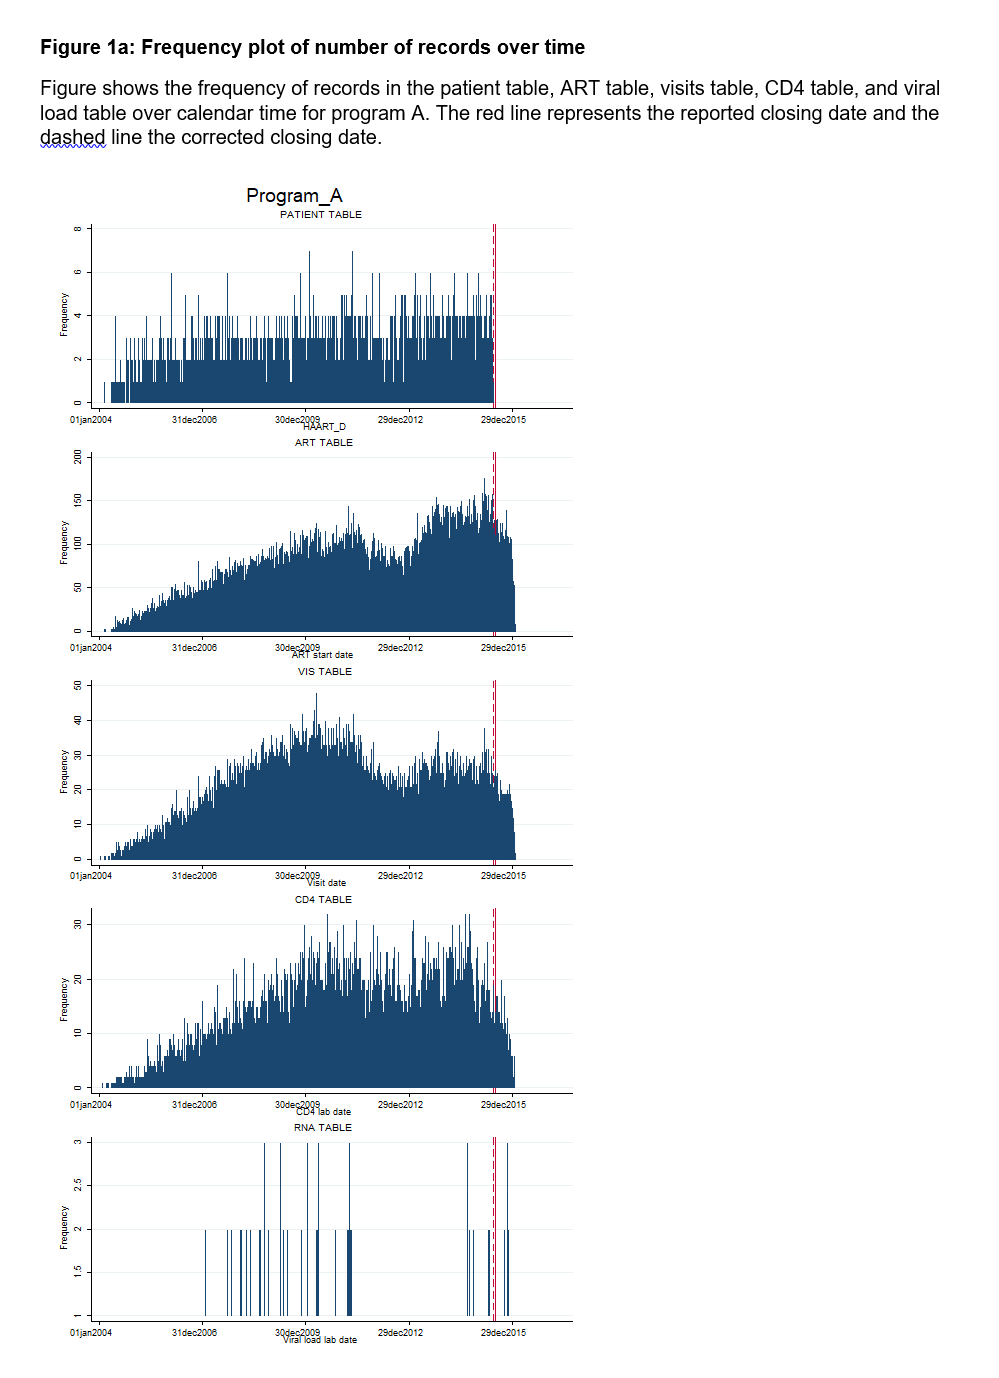 Figure 1a: Frequency plot of number of records over time
Figure shows the frequency of records in the patient table, ART table, visits table, CD4 table, and viral
load table over calendar time for program A. The red line represents the reported closing date and the
dashed line the corrected closing date.
Program_A
PATIENT TABLE
Frequency
8
6
4
2
0
01jan2004 31dec2006 30dec2009 29dec2012 29dec2015
HAART_D
ART TABLE
Frequency
200
150
100
50
0
01jan2004 31dec2006 30dec2009 29dec2012 29dec2015
ART start date
VIS TABLE
Frequency
50
40
30
20
10
0
01jan2004 31dec2006 30dec2009 29dec2012 29dec2015
Visit date
CD4 TABLE
Frequency
30
20
10
0
01jan2004 31dec2006 30dec2009 29dec2012 29dec2015
CD4 lab date
RNA TABLE
Frequency
3
2.5
2
1.5
1
01jan2004 31dec2006 30dec2009 29dec2012 29dec2015
Viral load lab date